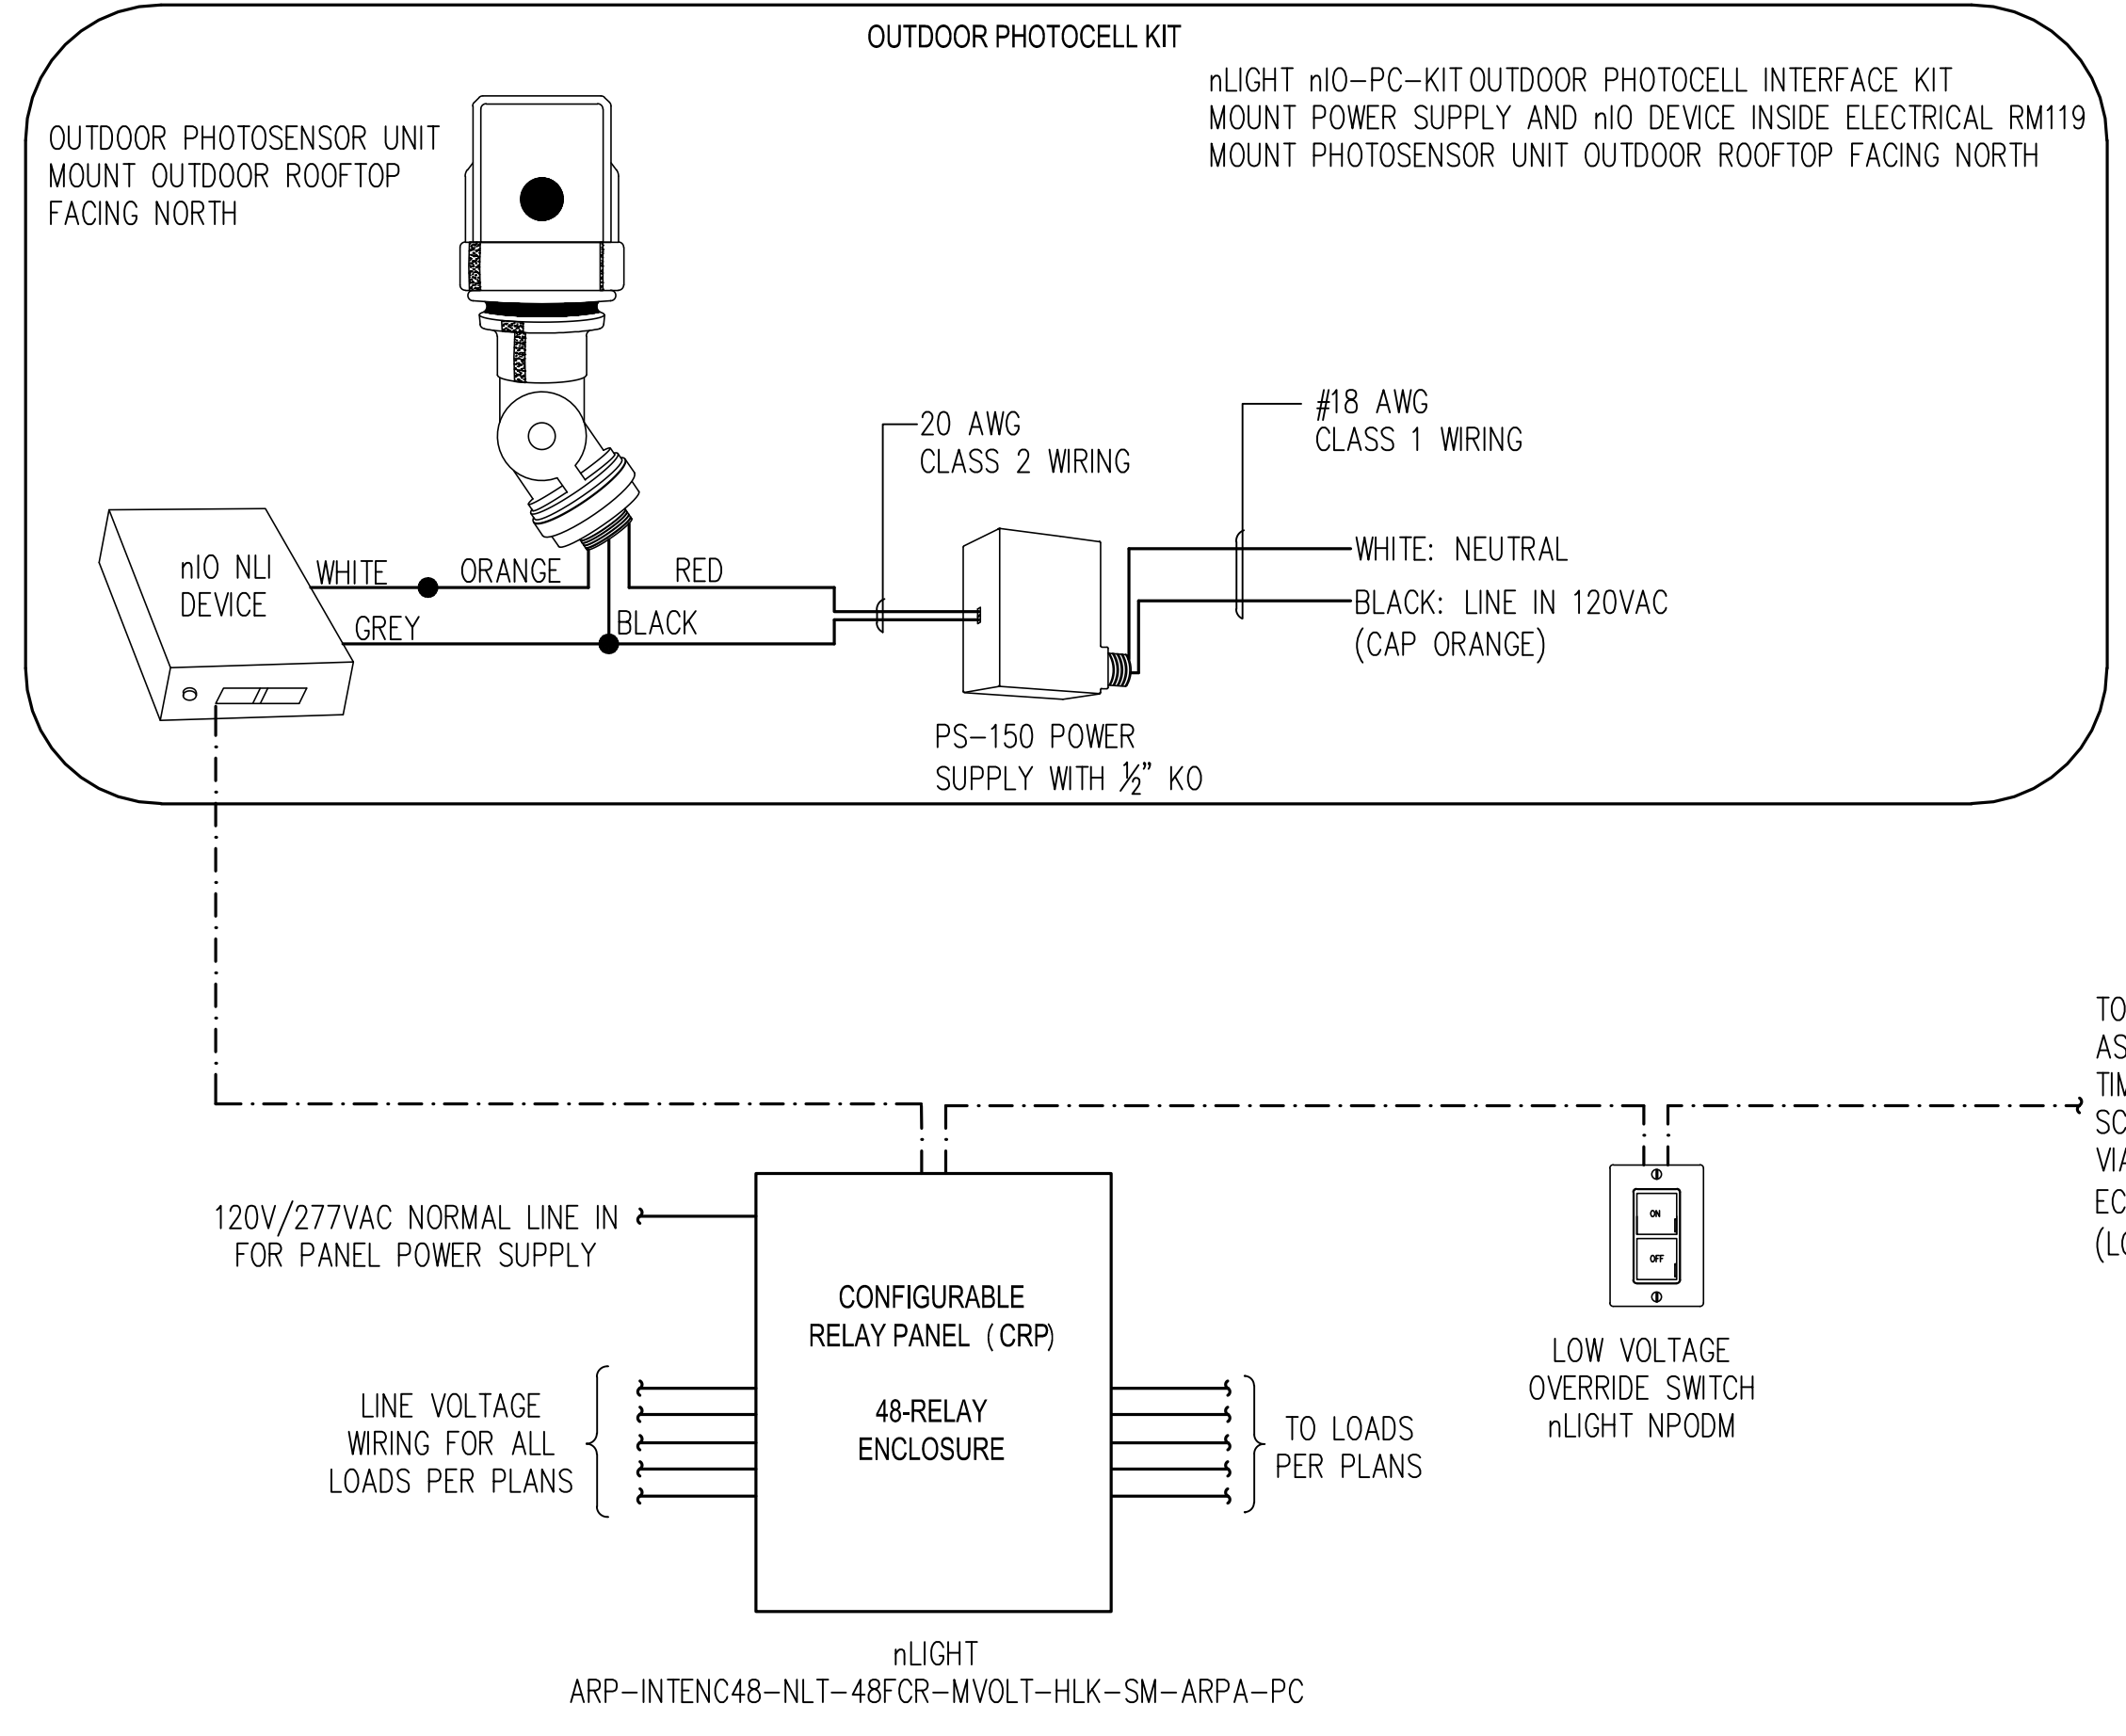 OUTDOOR PHOTOCELL KIT
nLIGHT nIO-PC-KIT OUTDOOR PHOTOCELL INTERFACE KIT
MOUNT POWER SUPPLY AND nIO DEVICE INSIDE ELECTRICAL RM119
MOUNT PHOTOSENSOR UNIT OUTDOOR ROOFTOP FACING NORTH
OUTDOOR PHOTOSENSOR UNIT
MOUNT OUTDOOR ROOFTOP
FACING NORTH
20 AWG
CLASS 2 WIRING
#18 AWG
CLASS 1 WIRING
nIO NLI
DEVICE
WHITE
ORANGE
RED
GREY
BLACK
WHITE: NEUTRAL
BLACK: LINE IN 120VAC
(CAP ORANGE)
PS-150 POWER
SUPPLY WITH ½" KO
120V/277VAC NORMAL LINE IN
FOR PANEL POWER SUPPLY
CONFIGURABLE
RELAY PANEL (CRP)
48-RELAY
ENCLOSURE
LINE VOLTAGE
WIRING FOR ALL
LOADS PER PLANS
TO LOADS
PER PLANS
ON
OFF
LOW VOLTAGE
OVERRIDE SWITCH
nLIGHT NPODM
TO
AS
SC
EC
nLIGHT
ARP-INTENC48-NLT-48FCR-MVOLT-HLK-SM-ARPA-PC